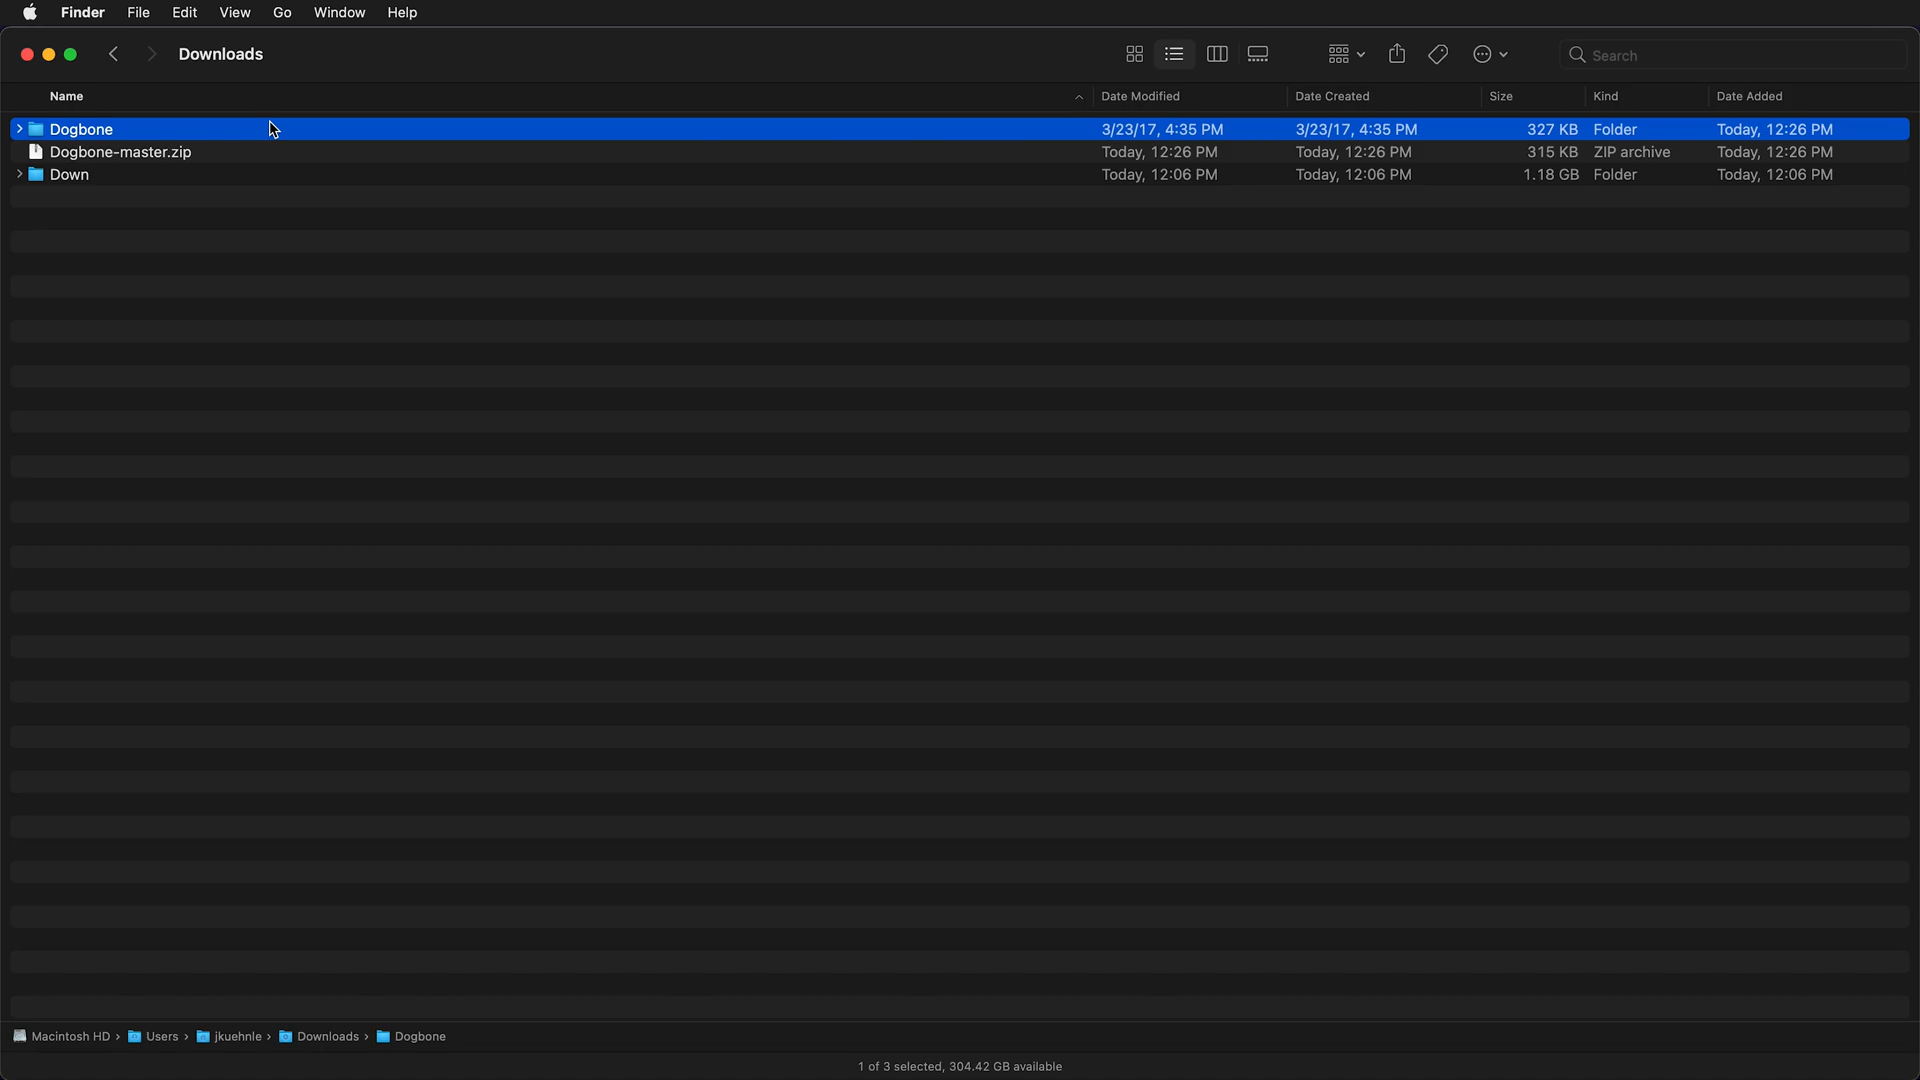 Finder File Edit View Go Window Help
Downloads Search
Name Date Modified Date Created Size Kind Date Added
Dogbone 3/23/17, 4:35 PM 3/23/17, 4:35 PM 327 KB Folder Today, 12:26 PM
Dogbone-master.zip Today, 12:26 PM Today, 12:26 PM 315 KB ZIP archive Today, 12:26 PM
Down Today, 12:06 PM Today, 12:06 PM 1.18 GB Folder Today, 12:06 PM
Macintosh HD › Users › jkuehnle › Downloads › Dogbone
1 of 3 selected, 304.42 GB available